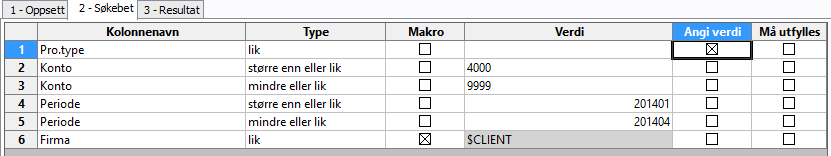 1 - Oppsett 2 - Søkebet 3 - Resultat
Kolonnenavn Type Makro Verdi Angi verdi Må utfylles
1 Pro.type lik
2 Konto større enn eller lik 4000
3 Konto mindre eller lik 9999
4 Periode større enn eller lik 201401
5 Periode mindre eller lik 201404
6 Firma lik $CLIENT